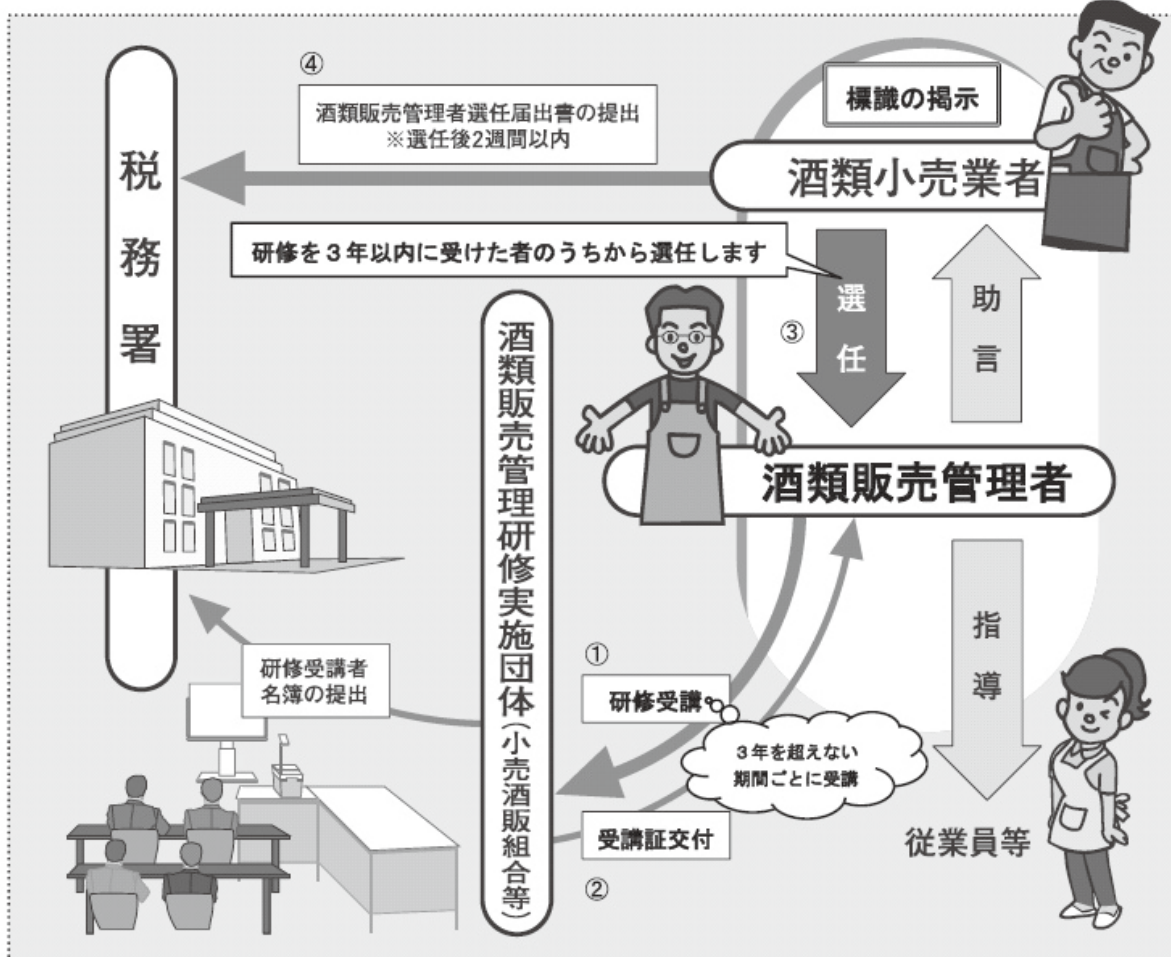 ④
酒類販売管理者選任届出書の提出
※選任後2週間以内
標識の掲示
酒類小売業者
税務署
研修を3年以内に受けた者のうちから選任します
③
選任
助言
酒類販売管理者
酒類販売管理研修実施団体(小売酒販組合等)
指導
研修受講者
名簿の提出
①
研修受講
3年を超えない
期間ごとに受講
受講証交付
②
従業員等